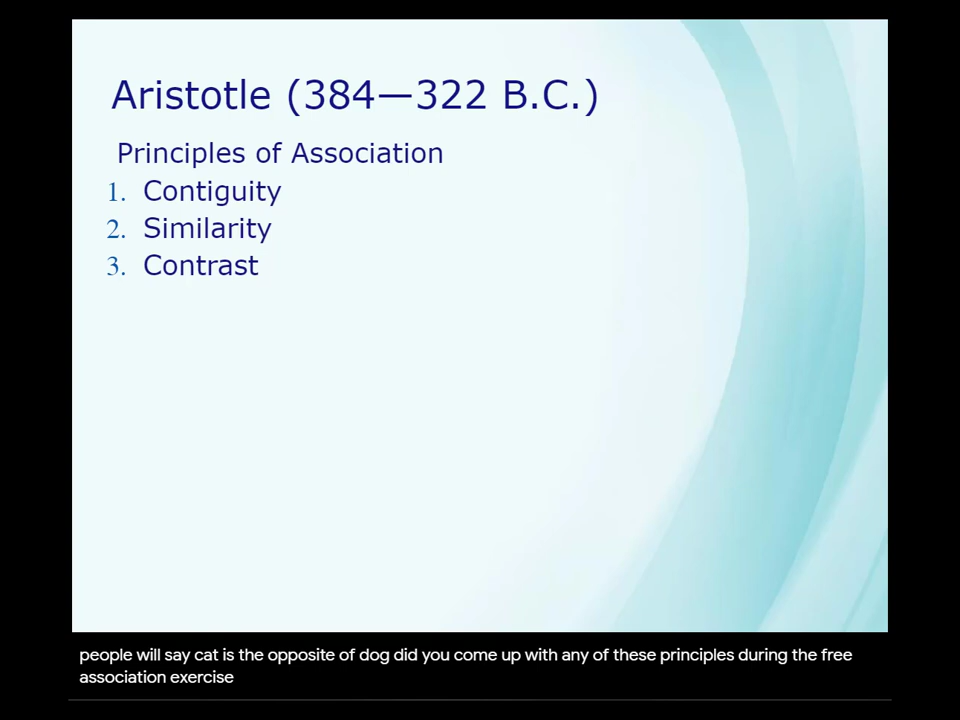 Aristotle (384—322 B.C.)
Principles of Association
1. Contiguity
2. Similarity
3. Contrast
people will say cat is the opposite of dog did you come up with any of these principles during the free
association exercise